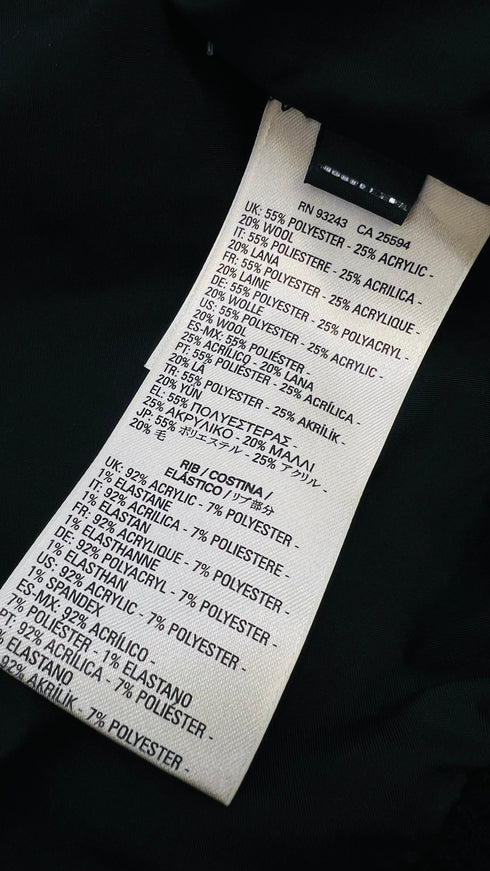 RN 93243 CA 25594
UK: 55% POLYESTER - 25% ACRYLIC -
20% WOOL
IT: 55% POLIESTERE - 25% ACRILICA -
20% LANA
FR: 55% POLYESTER - 25% ACRYLIQUE -
20% LAINE
DE: 55% POLYESTER - 25% POLYACRYL -
20% WOLLE
US: 55% POLYESTER - 25% ACRYLIC -
20% WOOL
ES-MX: 55% POLIÉSTER -
25% ACRÍLICO - 20% LANA
PT: 55% POLIÉSTER - 25% ACRÍLICA -
20% LÃ
TR: 55% POLYESTER - 25% AKRİLİK -
20% YÜN
EL: 55% ΠΟΛΥΕΣΤΕΡΑΣ -
25% ΑΚΡΥΛΙΚΟ - 20% ΜΑΛΛΙ
JP: 55% ポリエステル - 25% アクリル -
20% 毛
RIB / COSTINA /
ELÁSTICO / リブ部分
UK: 92% ACRYLIC - 7% POLYESTER -
1% ELASTANE
IT: 92% ACRILICA - 7% POLIESTERE -
1% ELASTAN
FR: 92% ACRYLIQUE - 7% POLYESTER -
1% ELASTHANNE
DE: 92% POLYACRYL - 7% POLYESTER -
1% ELASTHAN
US: 92% ACRYLIC - 7% POLYESTER -
1% SPANDEX
ES-MX: 92% ACRÍLICO -
7% POLIÉSTER - 1% ELASTANO
PT: 92% ACRÍLICA - 7% POLIÉSTER -
% ELASTANO
92% AKRİLİK - 7% POLYESTER -